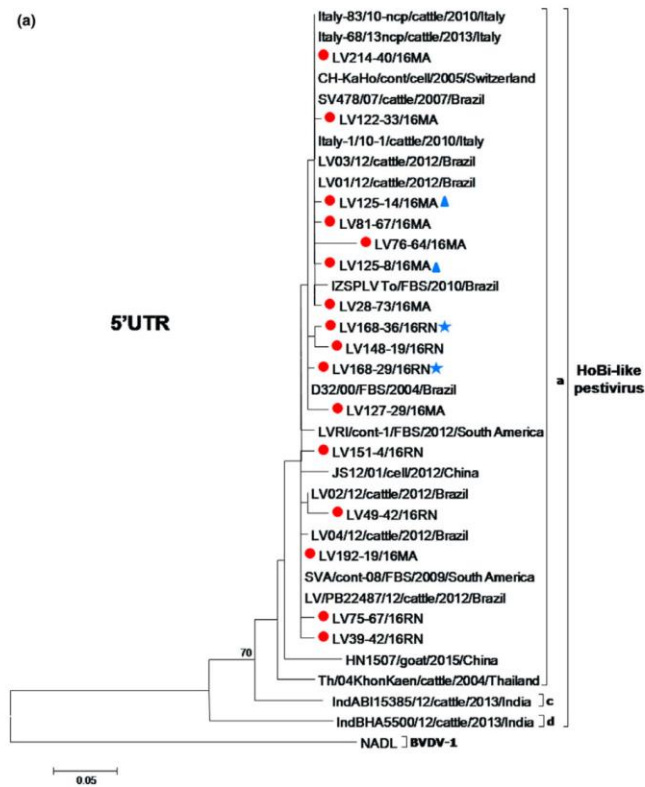 (a)
Italy-83/10-ncp/cattle/2010/Italy
Italy-68/13ncp/cattle/2013/Italy
LV214-40/16MA
CH-KaHo/cont/cell/2005/Switzerland
SV478/07/cattle/2007/Brazil
LV122-33/16MA
Italy-1/10-1/cattle/2010/Italy
LV03/12/cattle/2012/Brazil
LV01/12/cattle/2012/Brazil
LV125-14/16MA
LV81-67/16MA
LV76-64/16MA
LV125-8/16MA
IZSPLV To/FBS/2010/Brazil
LV28-73/16MA
5'UTR
LV168-36/16RN
LV148-19/16RN
LV168-29/16RN
HoBi-like
a
pestivirus
D32/00/FBS/2004/Brazil
LV127-29/16MA
LVRI/cont-1/FBS/2012/South America
LV151-4/16RN
JS12/01/cell/2012/China
LV02/12/cattle/2012/Brazil
LV49-42/16RN
LV04/12/cattle/2012/Brazil
LV192-19/16MA
SVA/cont-08/FBS/2009/South America
LV/PB22487/12/cattle/2012/Brazil
LV75-67/16RN
LV39-42/16RN
70
HN1507/goat/2015/China
Th/04KhonKaen/cattle/2004/Thailand
IndABI15385/12/cattle/2013/India c
IndBHA5500/12/cattle/2013/India d
NADL BVDV-1
0.05